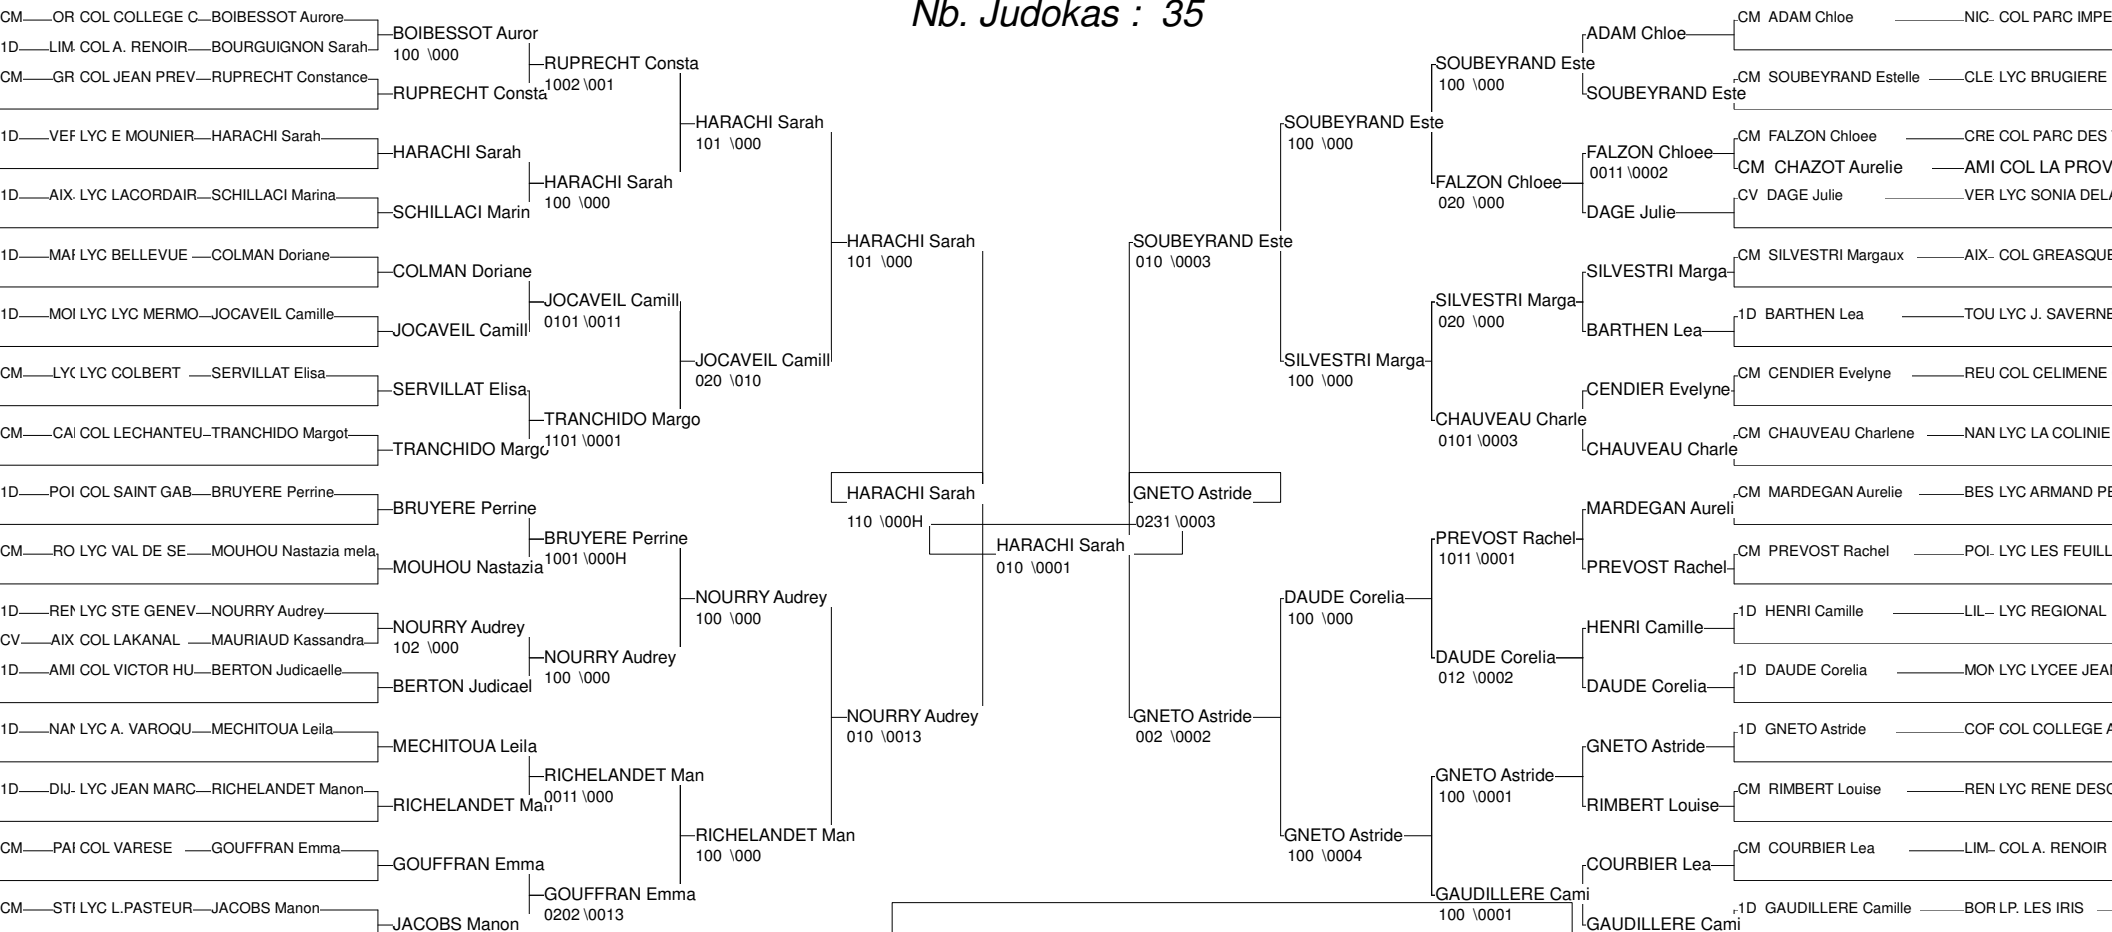 Nb. Judokas : 35
CM OR COL COLLEGE C BOIBESSOT Aurore
1D LIM COL A. RENOIR BOURGUIGNON Sarah
CM GR COL JEAN PREV RUPRECHT Constance
1D VER LYC E MOUNIER HARACHI Sarah
1D AIX LYC LACORDAIR SCHILLACI Marina
1D MAR LYC BELLEVUE COLMAN Doriane
1D MOI LYC LYC MERMO JOCAVEIL Camille
CM LYC LYC COLBERT SERVILLAT Elisa
CM CAI COL LECHANTEU TRANCHIDO Margot
1D POI COL SAINT GAB BRUYERE Perrine
CM RO LYC VAL DE SE MOUHOU Nastazia mela
1D REN LYC STE GENEV NOURRY Audrey
CV AIX COL LAKANAL MAURIAUD Kassandra
1D AMI COL VICTOR HU BERTON Judicaelle
1D NAN LYC A. VAROQU MECHITOUA Leila
1D DIJ- LYC JEAN MARC RICHELANDET Manon
CM PAR COL VARESE GOUFFRAN Emma
CM STR LYC L.PASTEUR JACOBS Manon
BOIBESSOT Auror
100 \000
RUPRECHT Consta
HARACHI Sarah
SCHILLACI Marin
COLMAN Doriane
JOCAVEIL Camill
SERVILLAT Elisa
TRANCHIDO Margo
BRUYERE Perrine
MOUHOU Nastazia
NOURRY Audrey
102 \000
BERTON Judicael
MECHITOUA Leila
RICHELANDET Man
GOUFFRAN Emma
JACOBS Manon
RUPRECHT Consta
1002 \001
HARACHI Sarah
100 \000
JOCAVEIL Camill
0101 \0011
TRANCHIDO Margo
1101 \0001
BRUYERE Perrine
1001 \000H
NOURRY Audrey
100 \000
RICHELANDET Man
0011 \000
GOUFFRAN Emma
0202 \0013
HARACHI Sarah
101 \000
JOCAVEIL Camill
020 \010
NOURRY Audrey
100 \000
RICHELANDET Man
100 \000
HARACHI Sarah
101 \000
NOURRY Audrey
010 \0013
HARACHI Sarah
110 \000H
HARACHI Sarah
010 \0001
GNETO Astride
0231 \0003
SOUBEYRAND Este
010 \0003
GNETO Astride
002 \0002
SOUBEYRAND Este
100 \000
SILVESTRI Marga
100 \000
DAUDE Corelia
100 \000
GNETO Astride
100 \0004
SOUBEYRAND Este
100 \000
FALZON Chloee
020 \000
SILVESTRI Marga
020 \000
CHAUVEAU Charle
0101 \0003
PREVOST Rachel
1011 \0001
DAUDE Corelia
012 \0002
GNETO Astride
100 \0001
GAUDILLERE Cami
100 \0001
ADAM Chloe
SOUBEYRAND Este
FALZON Chloee
0011 \0002
DAGE Julie
SILVESTRI Marga
BARTHEN Lea
CENDIER Evelyne
CHAUVEAU Charle
MARDEGAN Aureli
PREVOST Rachel
HENRI Camille
DAUDE Corelia
GNETO Astride
RIMBERT Louise
COURBIER Lea
GAUDILLERE Cami
CM ADAM Chloe NIC- COL PARC IMPE
CM SOUBEYRAND Estelle CLE LYC BRUGIERE
CM FALZON Chloee CRE COL PARC DES
CM CHAZOT Aurelie AMI COL LA PROV
CV DAGE Julie VER LYC SONIA DELA
CM SILVESTRI Margaux AIX- COL GREASQUE
1D BARTHEN Lea TOU LYC J. SAVERNE
CM CENDIER Evelyne REU COL CELIMENE
CM CHAUVEAU Charlene NAN LYC LA COLINIE
CM MARDEGAN Aurelie BES LYC ARMAND PE
CM PREVOST Rachel POI- LYC LES FEUILL
1D HENRI Camille LIL- LYC REGIONAL
1D DAUDE Corelia MON LYC LYCEE JEAN
1D GNETO Astride COR COL COLLEGE A
CM RIMBERT Louise REN LYC RENE DESC
CM COURBIER Lea LIM- COL A. RENOIR
1D GAUDILLERE Camille BOR LP. LES IRIS